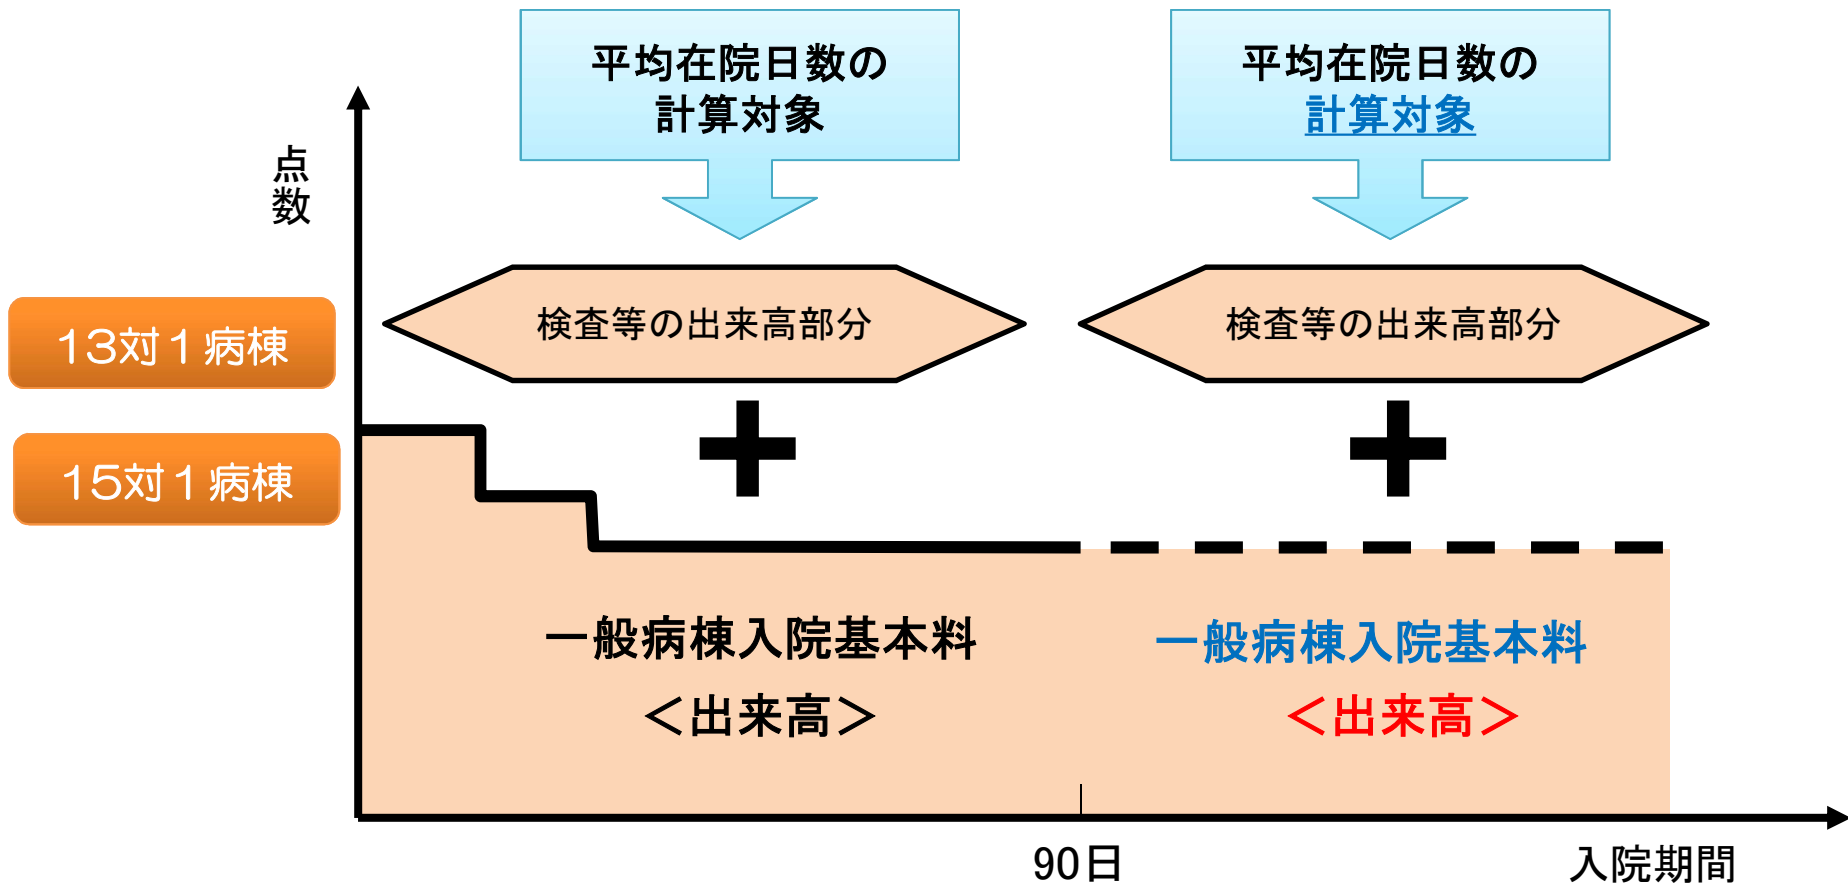 平均在院日数の
計算対象
平均在院日数の
計算対象
点数
検査等の出来高部分
検査等の出来高部分
13対１病棟
15対１病棟
一般病棟入院基本料
＜出来高＞
一般病棟入院基本料
＜出来高＞
90日
入院期間